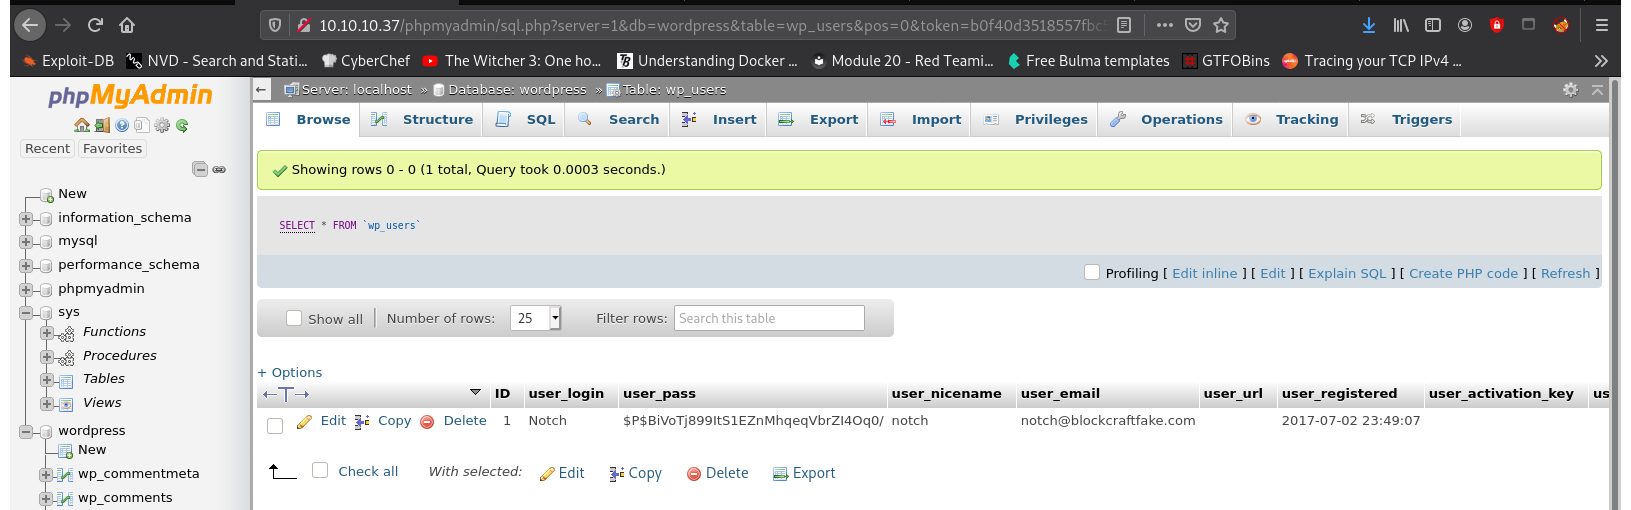 10.10.10.37/phpmyadmin/sql.php?server=1&db=wordpress&table=wp_users&pos=0&token=b0f40d3518557fbc
Exploit-DB NVD - Search and Stati... CyberChef The Witcher 3: One ho... Understanding Docker ... Module 20 - Red Teami... Free Bulma templates GTFOBins Tracing your TCP IPv4 ...
phpMyAdmin
Recent Favorites
New
information_schema
mysql
performance_schema
phpmyadmin
sys
Functions
Procedures
Tables
Views
wordpress
New
wp_commentmeta
wp_comments
Server: localhost » Database: wordpress » Table: wp_users
Browse Structure SQL Search Insert Export Import Privileges Operations Tracking Triggers
Showing rows 0 - 0 (1 total, Query took 0.0003 seconds.)
SELECT * FROM `wp_users`
Profiling [ Edit inline ] [ Edit ] [ Explain SQL ] [ Create PHP code ] [ Refresh ]
Show all Number of rows: 25 Filter rows: Search this table
+ Options
ID user_login user_pass user_nicename user_email user_url user_registered user_activation_key us
Edit Copy Delete 1 Notch $P$BiVoTj899ItS1EZnMhqeqVbrZI4Oq0/ notch notch@blockcraftfake.com 2017-07-02 23:49:07
Check all With selected: Edit Copy Delete Export